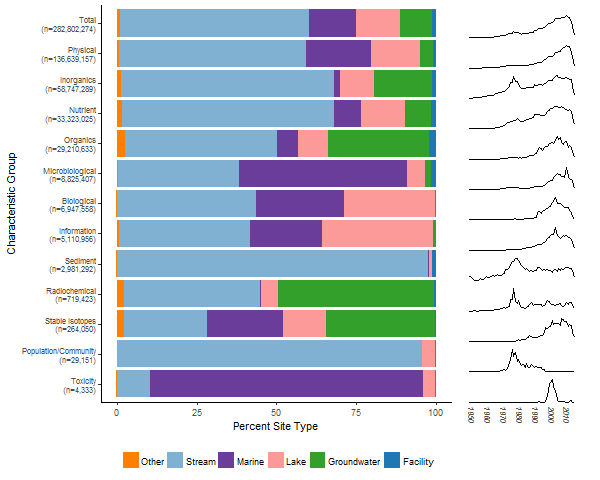 Characteristic Group
Total
(n=282,802,274)
Physical
(n=136,639,157)
Inorganics
(n=58,747,289)
Nutrient
(n=33,323,025)
Organics
(n=29,210,633)
Microbiological
(n=8,825,407)
Biological
(n=6,947,558)
Information
(n=5,110,956)
Sediment
(n=2,981,292)
Radiochemical
(n=719,423)
Stable Isotopes
(n=264,050)
Population/Community
(n=29,151)
Toxicity
(n=4,333)
0 25 50 75 100
Percent Site Type
1950 1960 1970 1980 1990 2000 2010
Other Stream Marine Lake Groundwater Facility